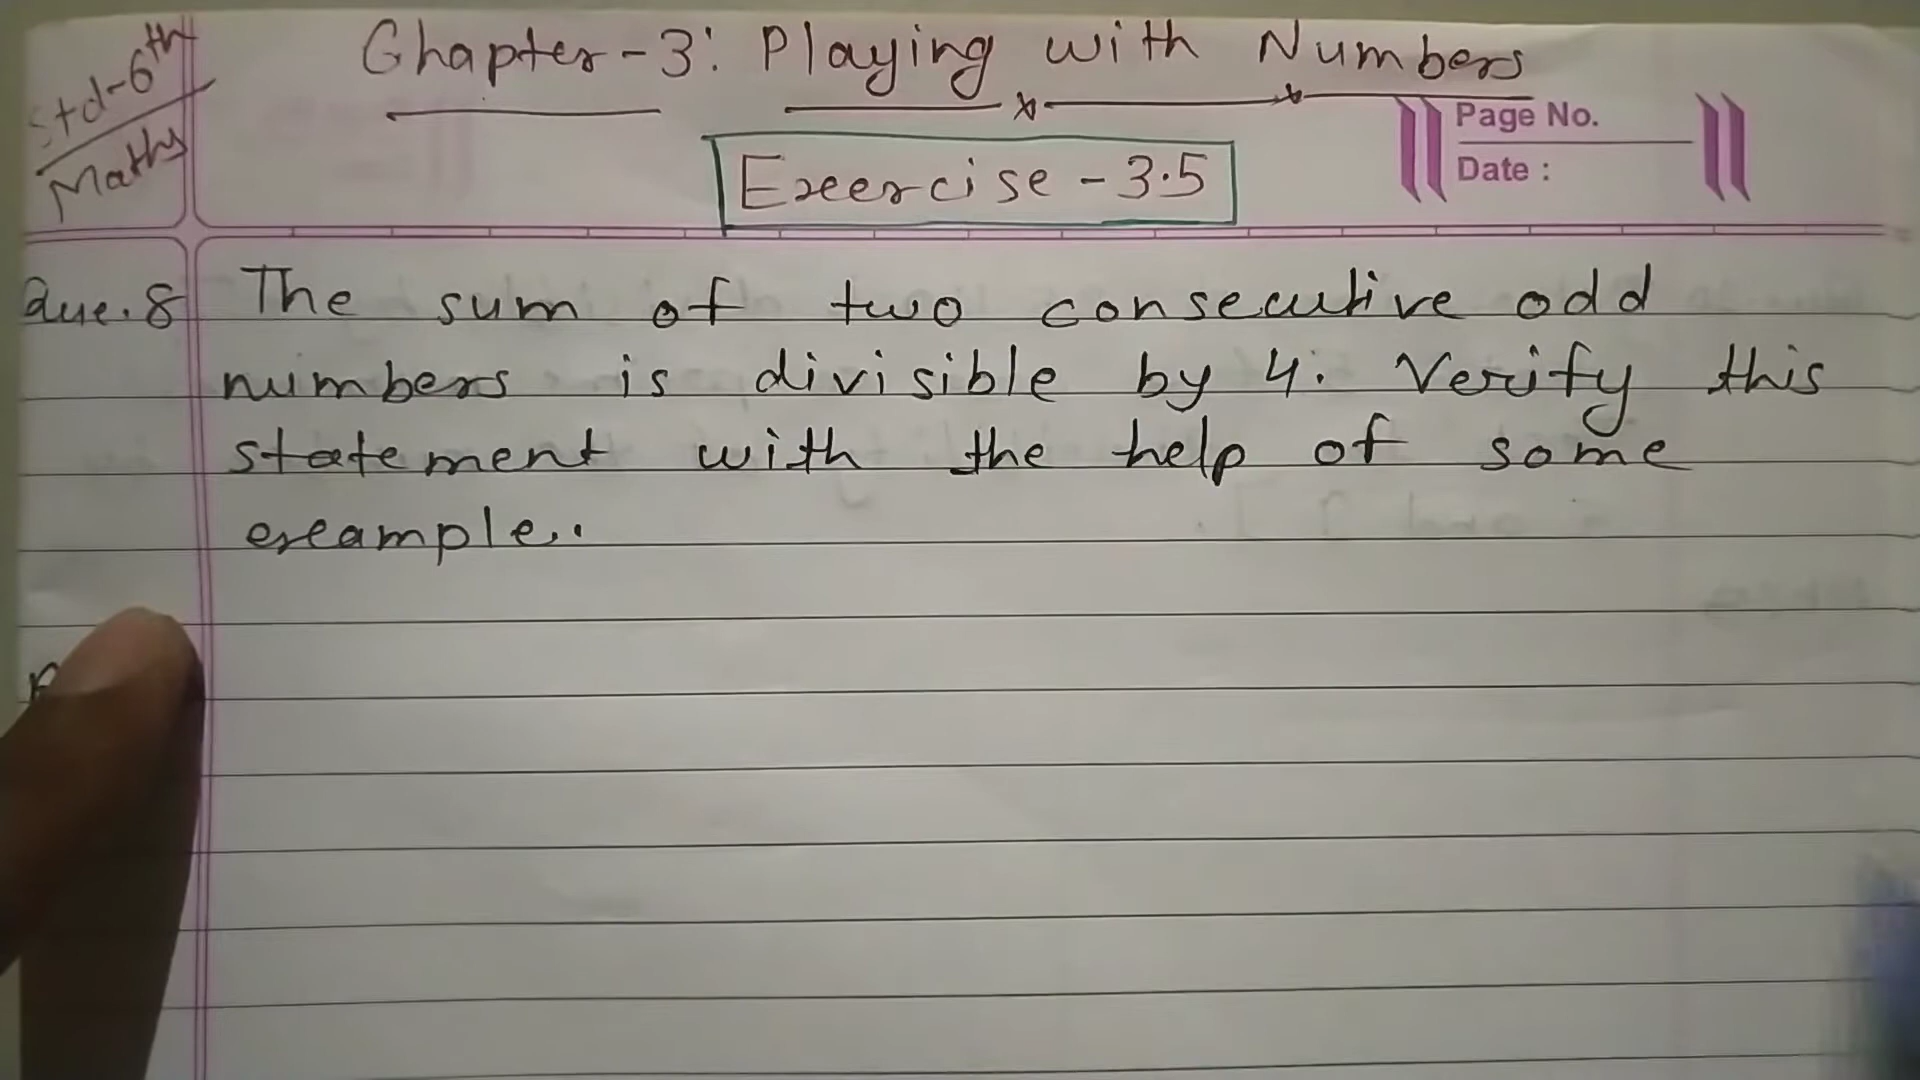 Std-6th
Maths
Chapter-3: Playing with Numbers
Page No.
Date :
Exercise - 3.5
Que.8 The sum of two consecutive odd
numbers is divisible by 4. Verify this
statement with the help of some
example..